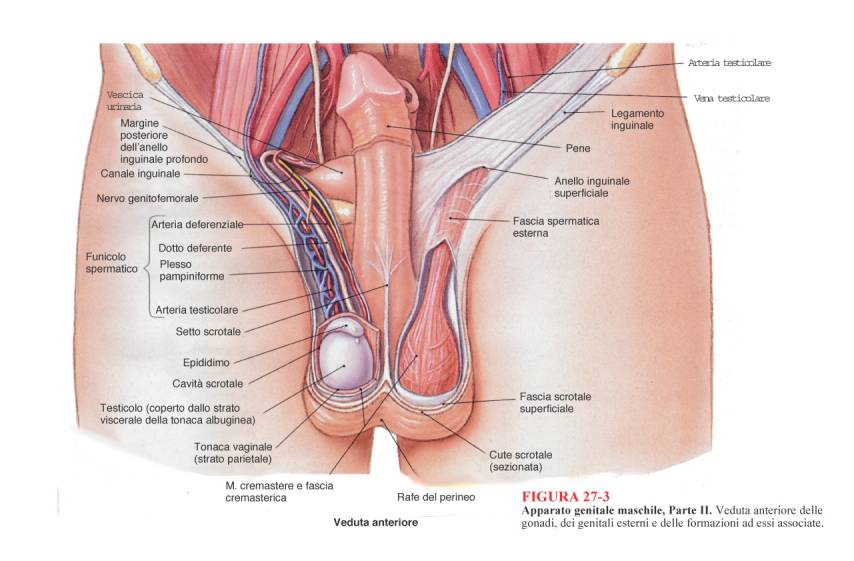 Arteria testicolare
Vena testicolare
Legamento
inguinale
Pene
Anello inguinale
superficiale
Fascia spermatica
esterna
Fascia scrotale
superficiale
Cute scrotale
(sezionata)
Vescica
urinaria
Margine
posteriore
dell'anello
inguinale profondo
Canale inguinale
Nervo genitofemorale
Funicolo
spermatico
Arteria deferenziale
Dotto deferente
Plesso
pampiniforme
Arteria testicolare
Setto scrotale
Epididimo
Cavità scrotale
Testicolo (coperto dallo strato
viscerale della tonaca albuginea)
Tonaca vaginale
(strato parietale)
M. cremastere e fascia
cremasterica
Rafe del perineo
Veduta anteriore
FIGURA 27-3
Apparato genitale maschile, Parte II. Veduta anteriore delle
gonadi, dei genitali esterni e delle formazioni ad essi associate.